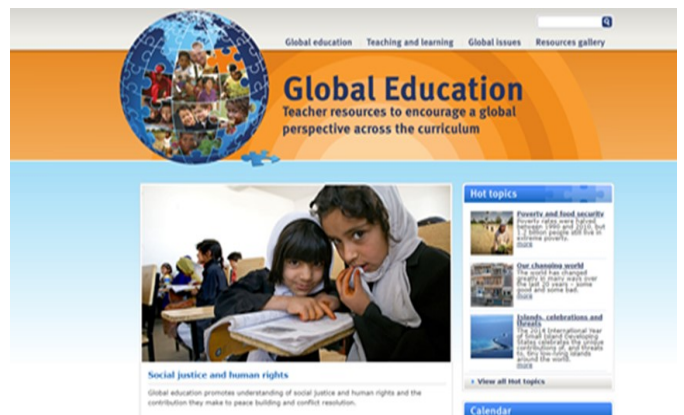 Global education Teaching and learning Global issues Resources gallery
Global Education
Teacher resources to encourage a global
perspective across the curriculum
Hot topics
Poverty and food security
Poverty rates were halved
between 1990 and 2010, but
1.2 billion people still live in
extreme poverty.
more
Our changing world
The world has changed
greatly in many ways over
the last 20 years – some
good and some bad.
more
Islands, celebrations and
threats
The 2014 International Year
of Small Island Developing
States celebrates the unique
contributions of, and threats
to, tiny low-lying islands
around the world.
more
View all Hot topics
Calendar
Social justice and human rights
Global education promotes understanding of social justice and human rights and the
contribution they make to peace building and conflict resolution.